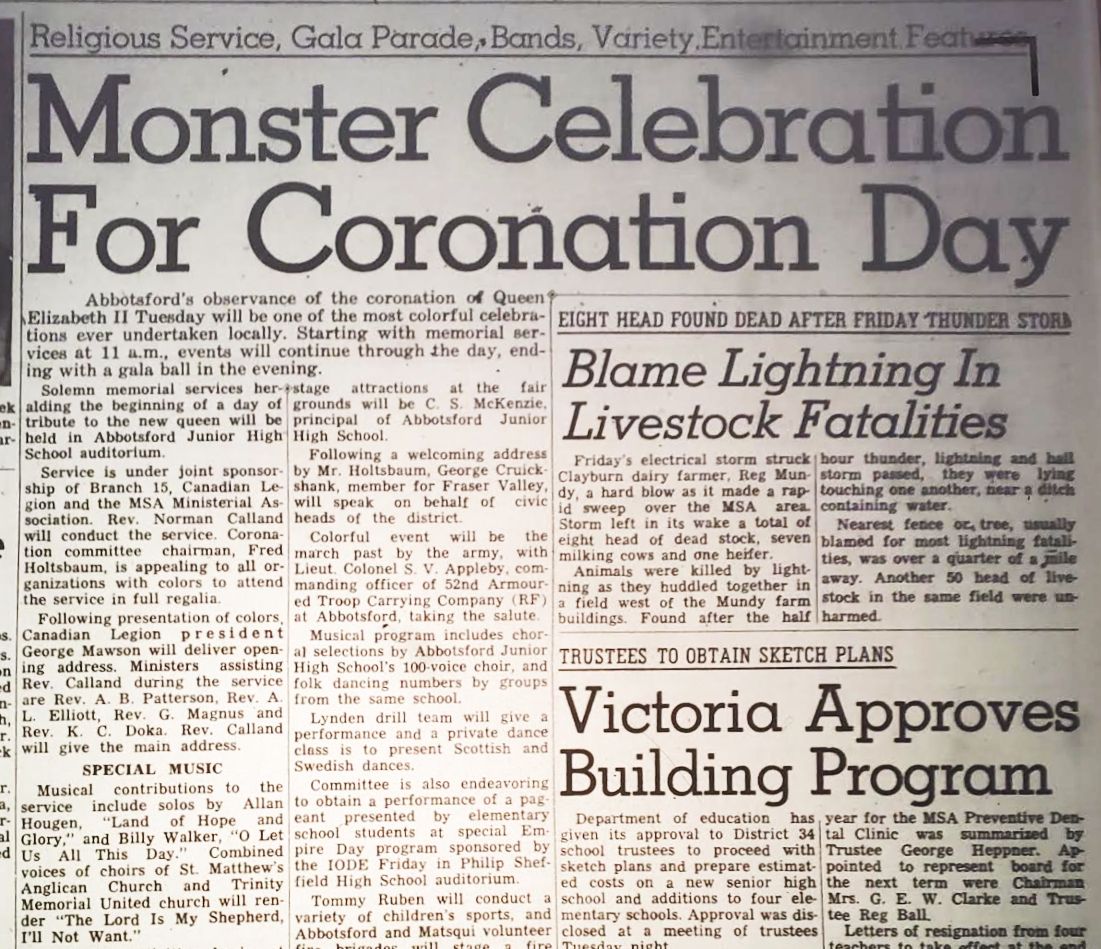 Religious Service, Gala Parade, Bands, Variety Entertainment Features
Monster Celebration
For Coronation Day
Abbotsford's observance of the coronation of Queen
Elizabeth II Tuesday will be one of the most colorful celebra-
tions ever undertaken locally. Starting with memorial ser-
vices at 11 a.m., events will continue through the day, end-
ing with a gala ball in the evening.
Solemn memorial services her-
alding the beginning of a day of
tribute to the new queen will be
held in Abbotsford Junior High
School auditorium.
Service is under joint sponsor-
ship of Branch 15, Canadian Le-
gion and the MSA Ministerial As-
sociation. Rev. Norman Calland
will conduct the service. Corona-
tion committee chairman, Fred
Holtsbaum, is appealing to all or-
ganizations with colors to attend
the service in full regalia.
Following presentation of colors,
Canadian Legion president
George Mawson will deliver open-
ing address. Ministers assisting
Rev. Calland during the service
are Rev. A. B. Patterson, Rev. A.
L. Elliott, Rev. G. Magnus and
Rev. K. C. Doka. Rev. Calland
will give the main address.
SPECIAL MUSIC
Musical contributions to the
service include solos by Allan
Hougen, "Land of Hope and
Glory," and Billy Walker, "O Let
Us All This Day." Combined
voices of choirs of St. Matthew's
Anglican Church and Trinity
Memorial United church will ren-
der "The Lord Is My Shepherd,
I'll Not Want."
stage attractions at the fair
grounds will be C. S. McKenzie,
principal of Abbotsford Junior
High School.
Following a welcoming address
by Mr. Holtsbaum, George Cruick-
shank, member for Fraser Valley,
will speak on behalf of civic
heads of the district.
Colorful event will be the
march past by the army, with
Lieut. Colonel S. V. Appleby, com-
manding officer of 52nd Armour-
ed Troop Carrying Company (RF)
at Abbotsford, taking the salute.
Musical program includes chor-
al selections by Abbotsford Junior
High School's 100-voice choir, and
folk dancing numbers by groups
from the same school.
Lynden drill team will give a
performance and a private dance
class is to present Scottish and
Swedish dances.
Committee is also endeavoring
to obtain a performance of a pag-
eant presented by elementary
school students at special Em-
pire Day program sponsored by
the IODE Friday in Philip Shef-
field High School auditorium.
Tommy Ruben will conduct a
variety of children's sports, and
Abbotsford and Matsqui volunteer
fire brigades will stage a fire
EIGHT HEAD FOUND DEAD AFTER FRIDAY THUNDER STORM
Blame Lightning In
Livestock Fatalities
Friday's electrical storm struck
Clayburn dairy farmer, Reg Mun-
dy, a hard blow as it made a rap-
id sweep over the MSA area.
Storm left in its wake a total of
eight head of dead stock, seven
milking cows and one heifer.
Animals were killed by light-
ning as they huddled together in
a field west of the Mundy farm
buildings. Found after the half
hour thunder, lightning and hail
storm passed, they were lying
touching one another, near a ditch
containing water.
Nearest fence or tree, usually
blamed for most lightning fatali-
ties, was over a quarter of a mile
away. Another 50 head of live-
stock in the same field were un-
harmed.
TRUSTEES TO OBTAIN SKETCH PLANS
Victoria Approves
Building Program
Department of education has
given its approval to District 34
school trustees to proceed with
sketch plans and prepare estimat-
ed costs on a new senior high
school and additions to four ele-
mentary schools. Approval was dis-
closed at a meeting of trustees
Tuesday night.
year for the MSA Preventive Den-
tal Clinic was summarized by
Trustee George Heppner. Ap-
pointed to represent board for
the next term were Chairman
Mrs. G. E. W. Clarke and Trus-
tee Reg Ball.
Letters of resignation from four
teachers to take effect